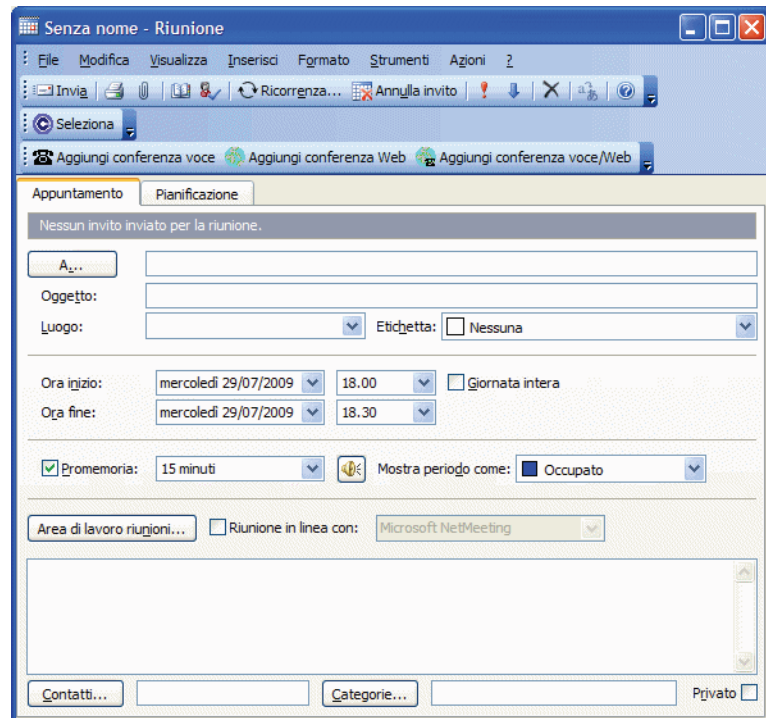 Senza nome - Riunione
File Modifica Visualizza Inserisci Formato Strumenti Azioni ?
Invia Ricorrenza... Annulla invito
Seleziona
Aggiungi conferenza voce Aggiungi conferenza Web Aggiungi conferenza voce/Web
Appuntamento Pianificazione
Nessun invito inviato per la riunione.
A...
Oggetto:
Luogo: Etichetta: Nessuna
Ora inizio: mercoledì 29/07/2009 18.00 Giornata intera
Ora fine: mercoledì 29/07/2009 18.30
Promemoria: 15 minuti Mostra periodo come: Occupato
Area di lavoro riunioni... Riunione in linea con: Microsoft NetMeeting
Contatti... Categorie... Privato